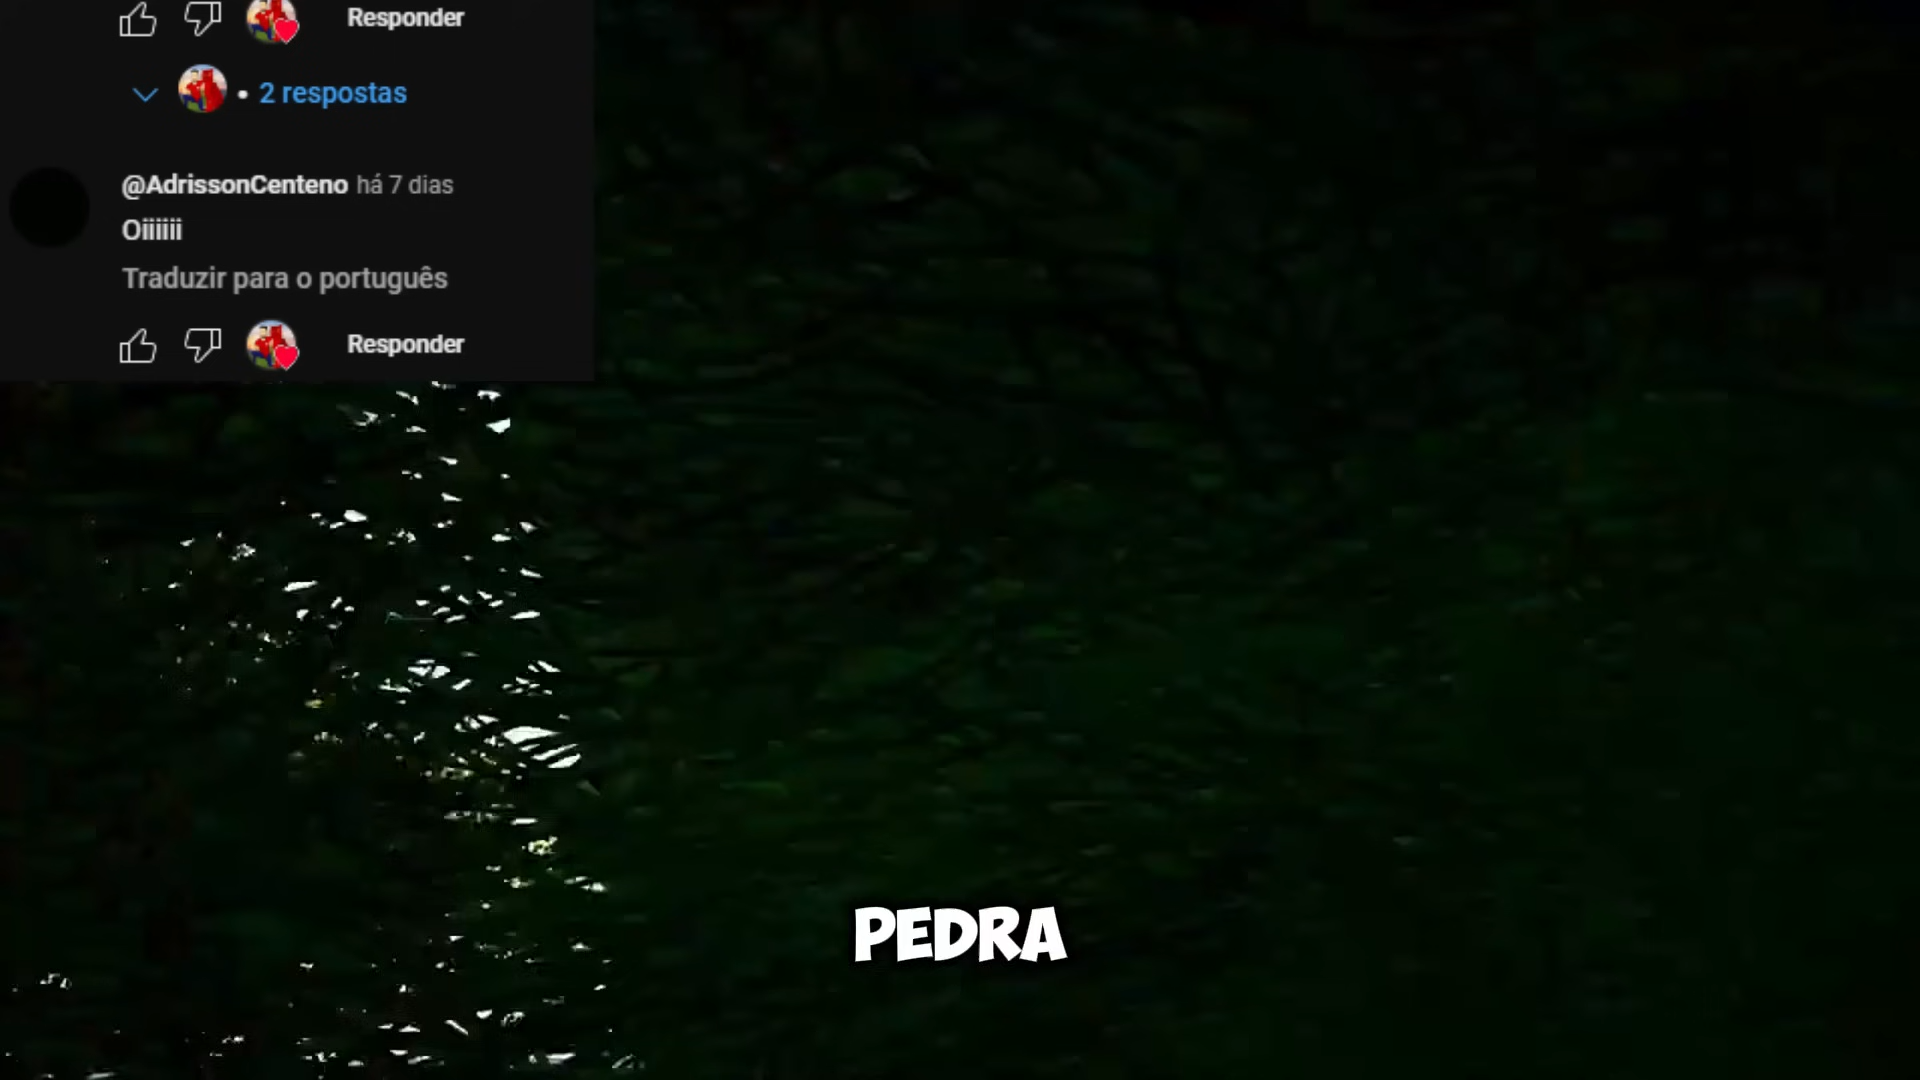 Responder
• 2 respostas
@AdrissonCenteno há 7 dias
Oiiiiii
Traduzir para o português
Responder
PEDRA